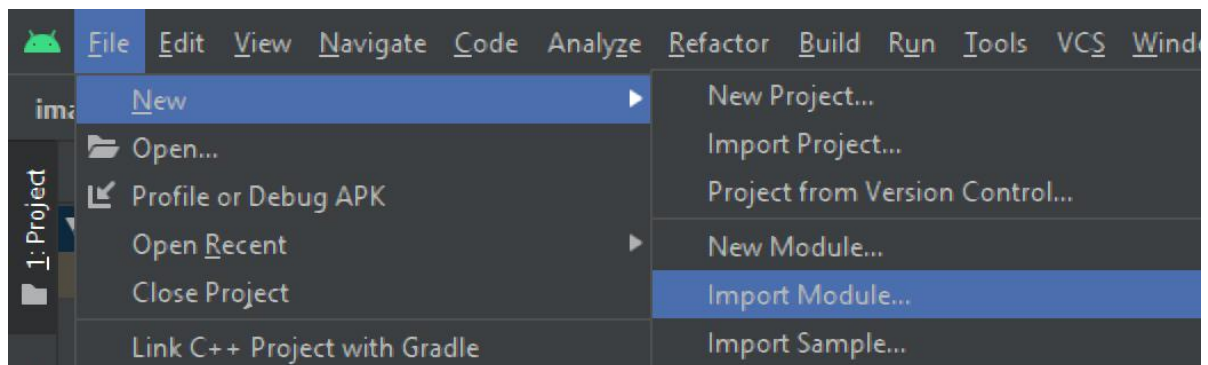 File Edit View Navigate Code Analyze Refactor Build Run Tools VCS
New
Open...
Profile or Debug APK
Open Recent
Close Project
Link C++ Project with Gradle
New Project...
Import Project...
Project from Version Control...
New Module...
Import Module...
Import Sample...
1: Project